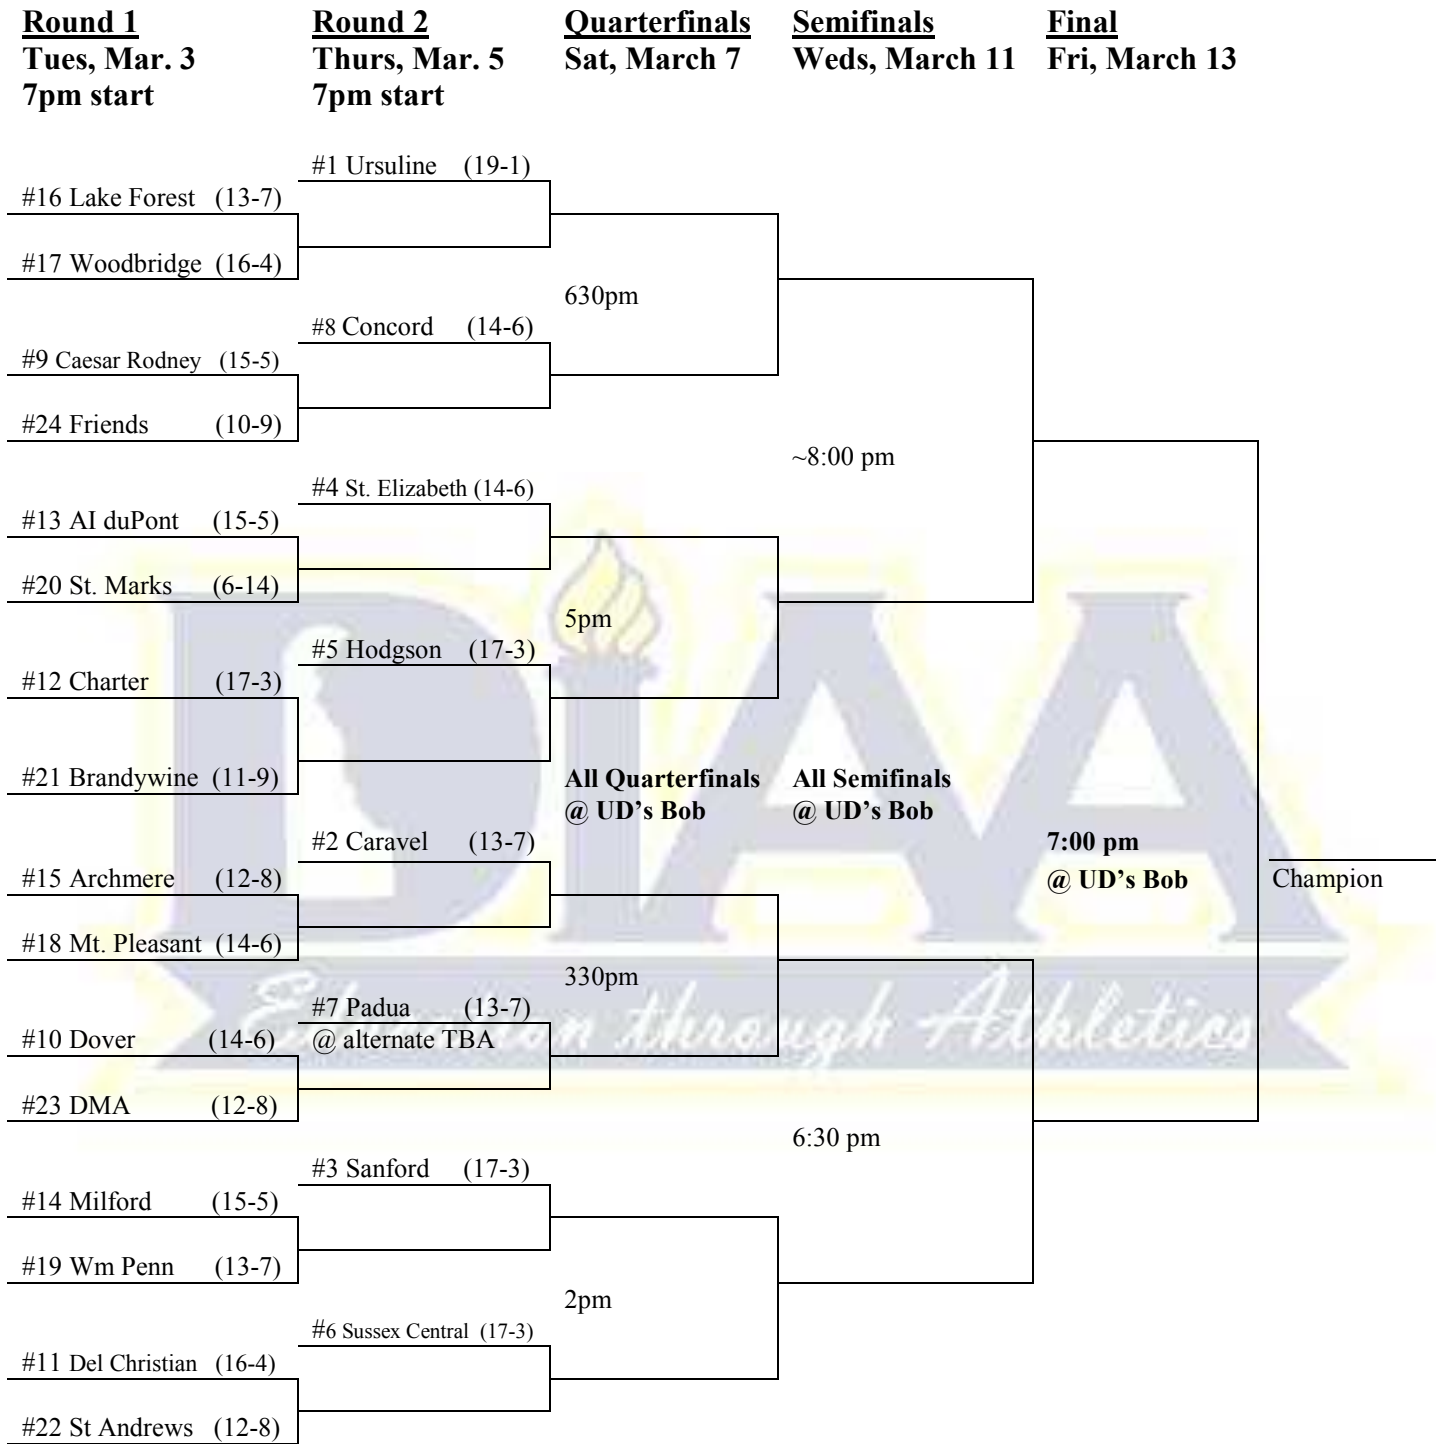 Round 1 Round 2 Quarterfinals Semifinals Final
Tues, Mar. 3 Thurs, Mar. 5 Sat, March 7 Weds, March 11 Fri, March 13
7pm start 7pm start
#1 Ursuline (19-1)
#16 Lake Forest (13-7)
#17 Woodbridge (16-4)
630pm
#8 Concord (14-6)
#9 Caesar Rodney (15-5)
#24 Friends (10-9)
~8:00 pm
#4 St. Elizabeth (14-6)
#13 AI duPont (15-5)
#20 St. Marks (6-14)
5pm
#5 Hodgson (17-3)
#12 Charter (17-3)
#21 Brandywine (11-9)
All Quarterfinals All Semifinals
@ UD's Bob @ UD's Bob
#2 Caravel (13-7)
7:00 pm
#15 Archmere (12-8)
@ UD's Bob
Champion
#18 Mt. Pleasant (14-6)
330pm
#7 Padua (13-7)
#10 Dover (14-6)
@ alternate TBA
#23 DMA (12-8)
6:30 pm
#3 Sanford (17-3)
#14 Milford (15-5)
#19 Wm Penn (13-7)
2pm
#6 Sussex Central (17-3)
#11 Del Christian (16-4)
#22 St Andrews (12-8)
DIAA
Education through Athletics